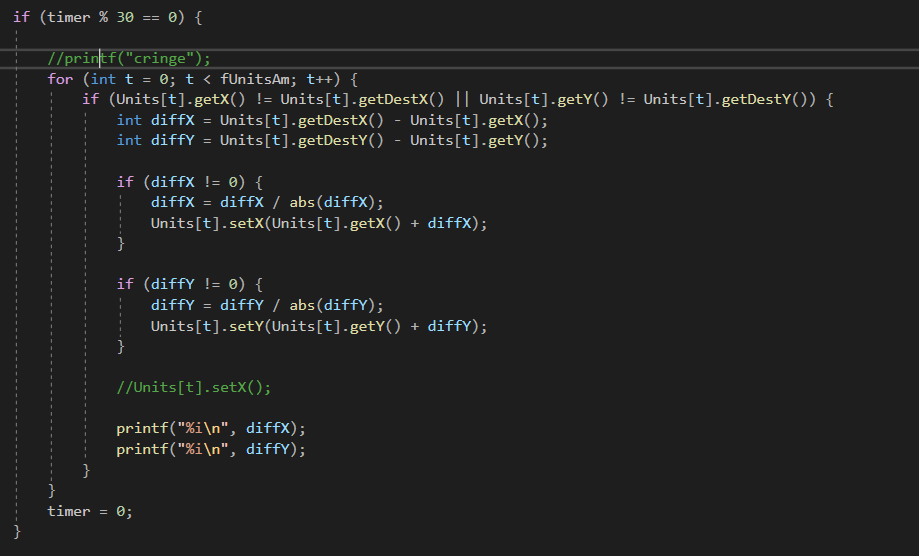 if (timer % 30 == 0) {
//printf("cringe");
for (int t = 0; t < fUnitsAm; t++) {
if (Units[t].getX() != Units[t].getDestX() || Units[t].getY() != Units[t].getDestY()) {
int diffX = Units[t].getDestX() - Units[t].getX();
int diffY = Units[t].getDestY() - Units[t].getY();
if (diffX != 0) {
diffX = diffX / abs(diffX);
Units[t].setX(Units[t].getX() + diffX);
}
if (diffY != 0) {
diffY = diffY / abs(diffY);
Units[t].setY(Units[t].getY() + diffY);
}
//Units[t].setX();
printf("%i\n", diffX);
printf("%i\n", diffY);
}
}
timer = 0;
}